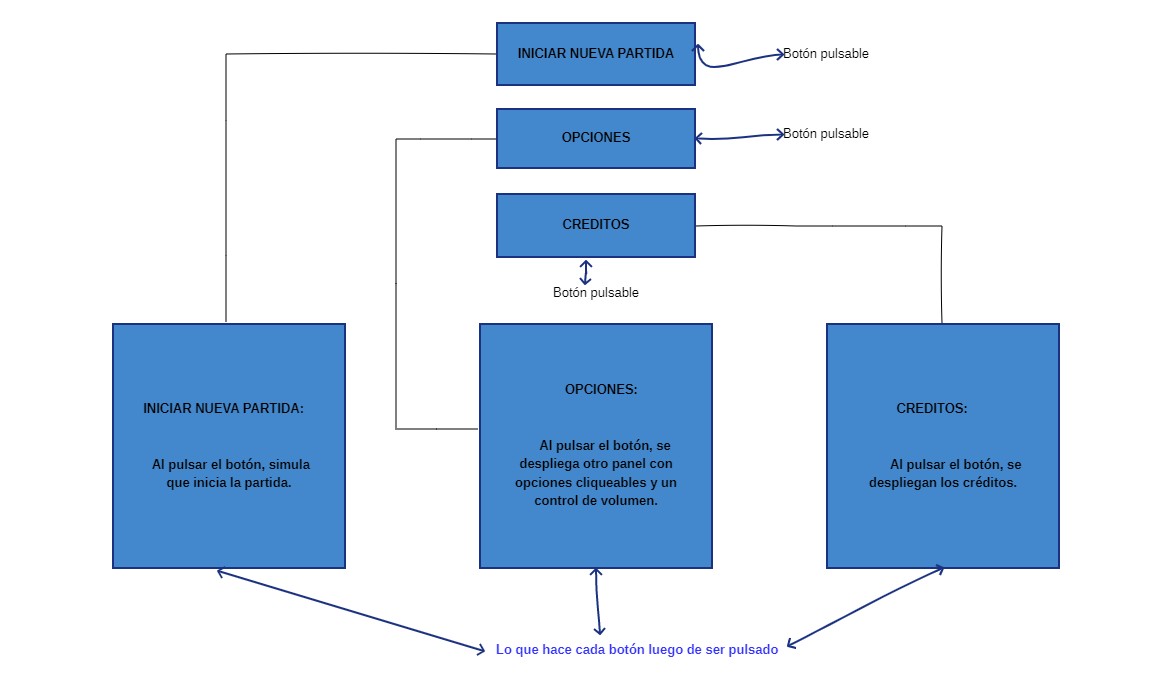 INICIAR NUEVA PARTIDA
Botón pulsable
OPCIONES
Botón pulsable
CREDITOS
Botón pulsable
INICIAR NUEVA PARTIDA:
Al pulsar el botón, simula
que inicia la partida.
OPCIONES:
Al pulsar el botón, se
despliega otro panel con
opciones cliqueables y un
control de volumen.
CREDITOS:
Al pulsar el botón, se
despliegan los créditos.
Lo que hace cada botón luego de ser pulsado